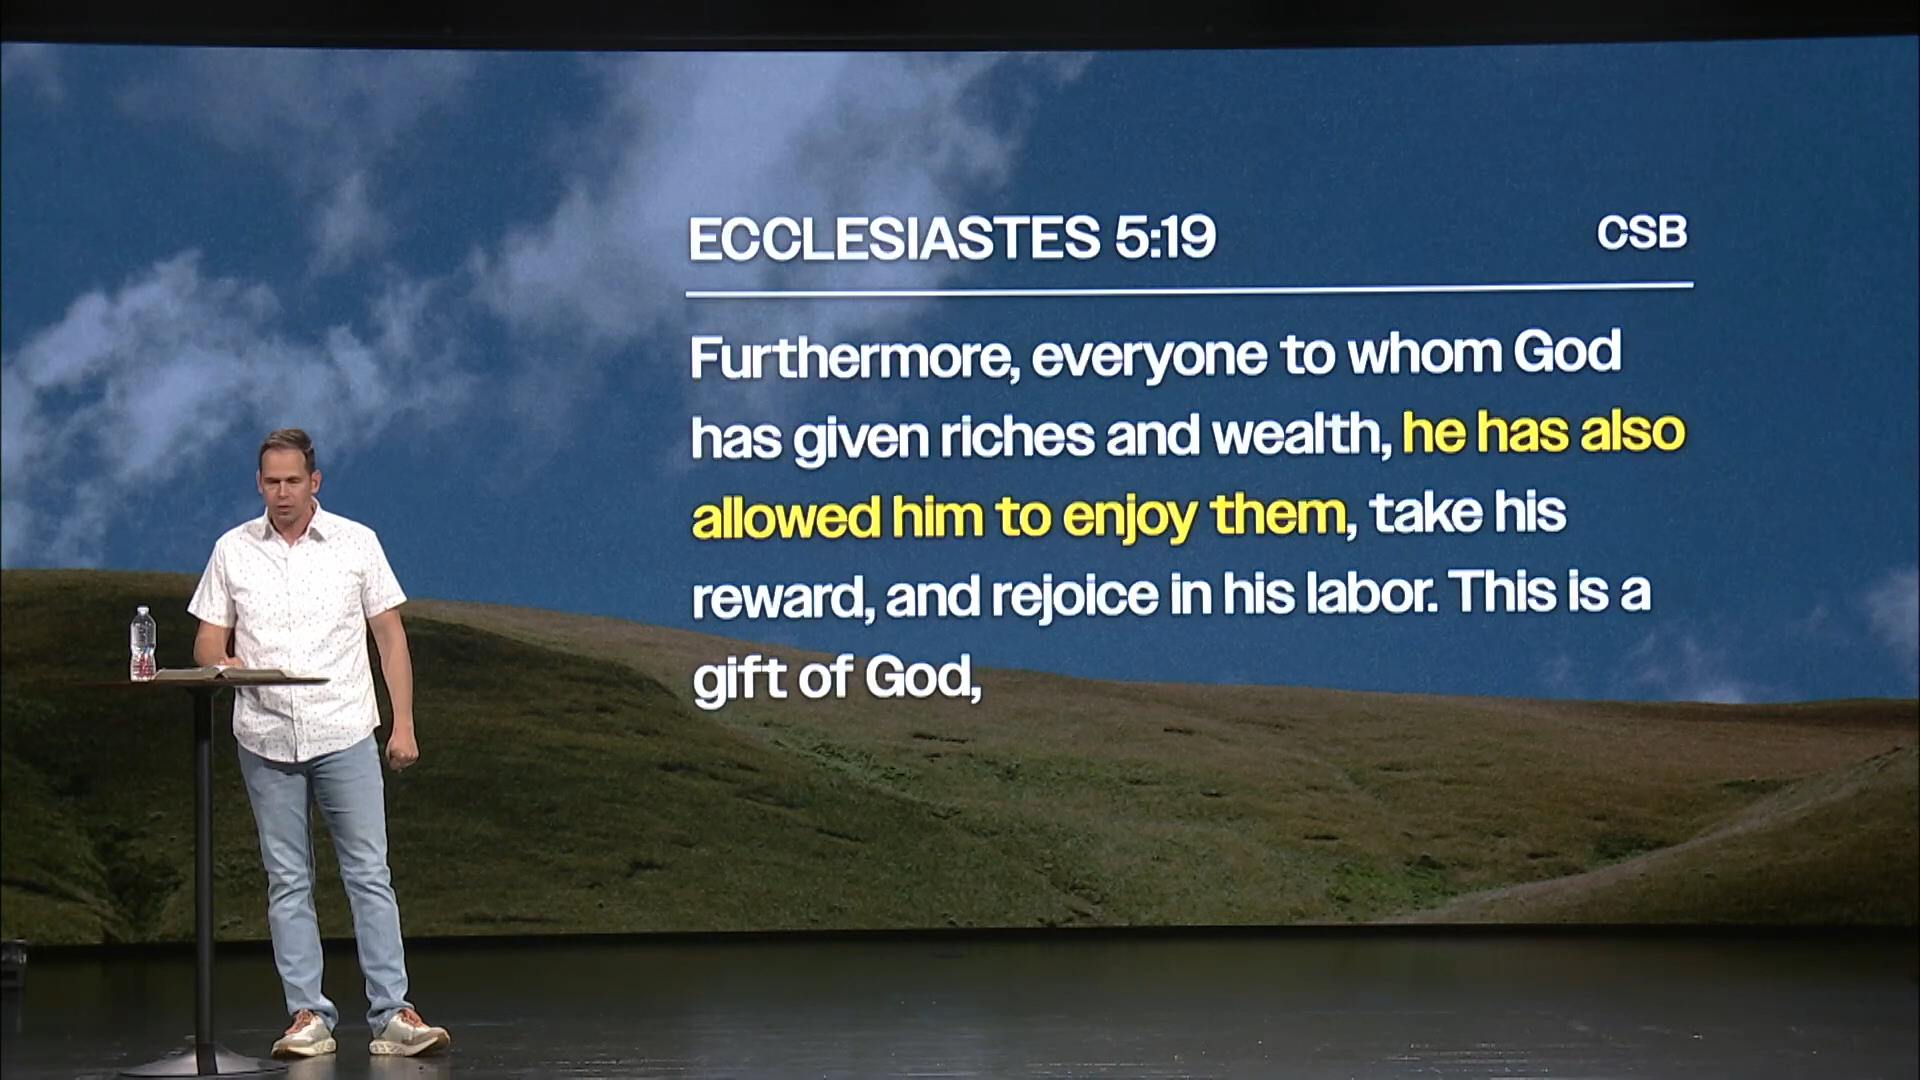 ECCLESIASTES 5:19 CSB
Furthermore, everyone to whom God
has given riches and wealth, he has also
allowed him to enjoy them, take his
reward, and rejoice in his labor. This is a
gift of God,